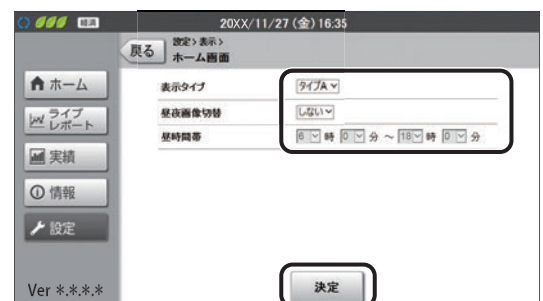 経済
20XX/11/27 (金) 16:35
戻る
設定>表示>
ホーム画面
ホーム
ライブ
レポート
実績
情報
設定
Ver *.*.*.*
表示タイプ タイプA
昼夜画像切替 しない
昼時間帯 6 時 0 分 ~ 18 時 0 分
決定